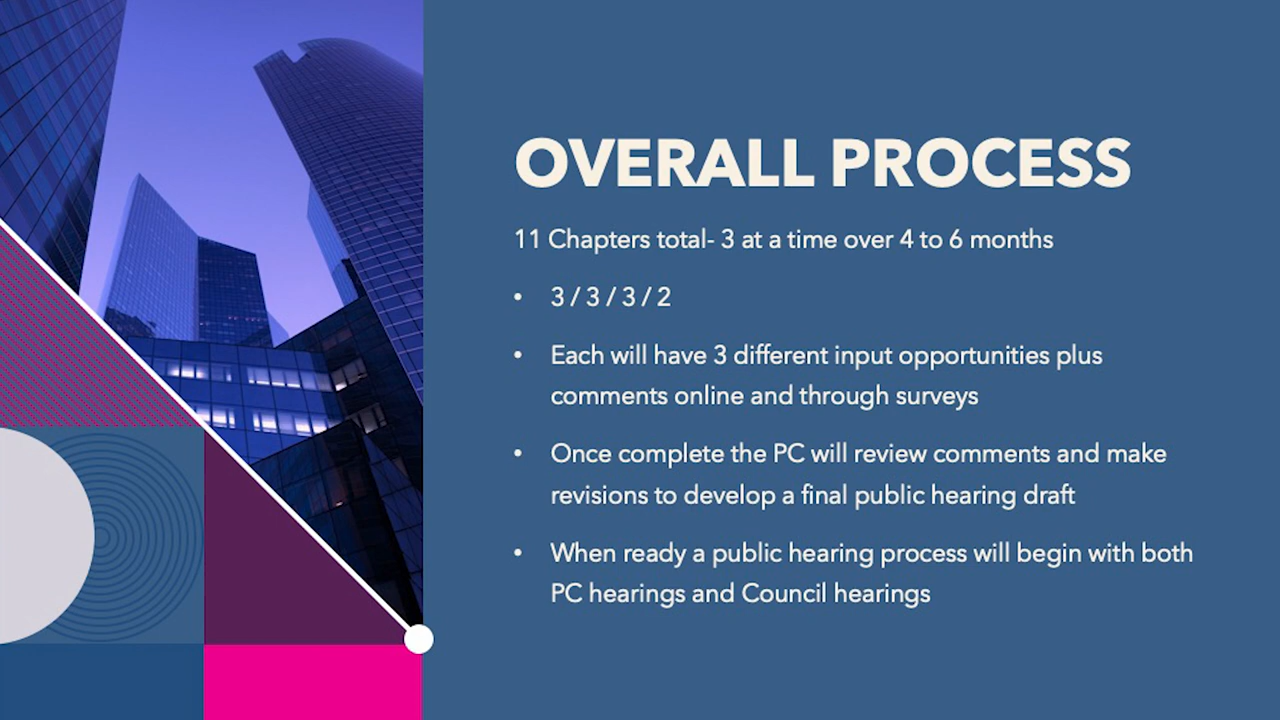 OVERALL PROCESS
11 Chapters total- 3 at a time over 4 to 6 months
• 3 / 3 / 3 / 2
• Each will have 3 different input opportunities plus
comments online and through surveys
• Once complete the PC will review comments and make
revisions to develop a final public hearing draft
• When ready a public hearing process will begin with both
PC hearings and Council hearings